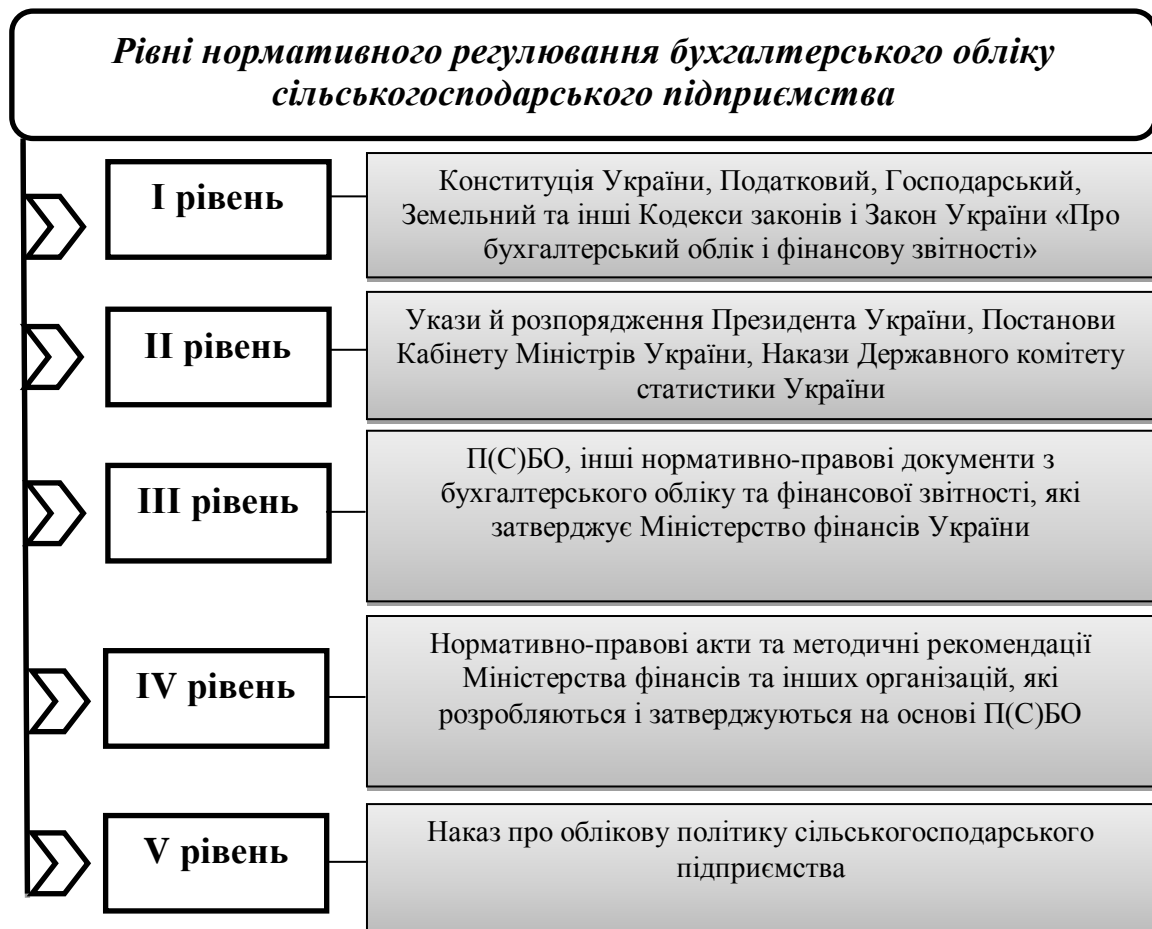 Рівні нормативного регулювання бухгалтерського обліку
сільськогосподарського підприємства
I рівень
Конституція України, Податковий, Господарський,
Земельний та інші Кодекси законів і Закон України «Про
бухгалтерський облік і фінансову звітності»
II рівень
Укази й розпорядження Президента України, Постанови
Кабінету Міністрів України, Накази Державного комітету
статистики України
III рівень
П(С)БО, інші нормативно-правові документи з
бухгалтерського обліку та фінансової звітності, які
затверджує Міністерство фінансів України
IV рівень
Нормативно-правові акти та методичні рекомендації
Міністерства фінансів та інших організацій, які
розробляються і затверджуються на основі П(С)БО
V рівень
Наказ про облікову політику сільськогосподарського
підприємства